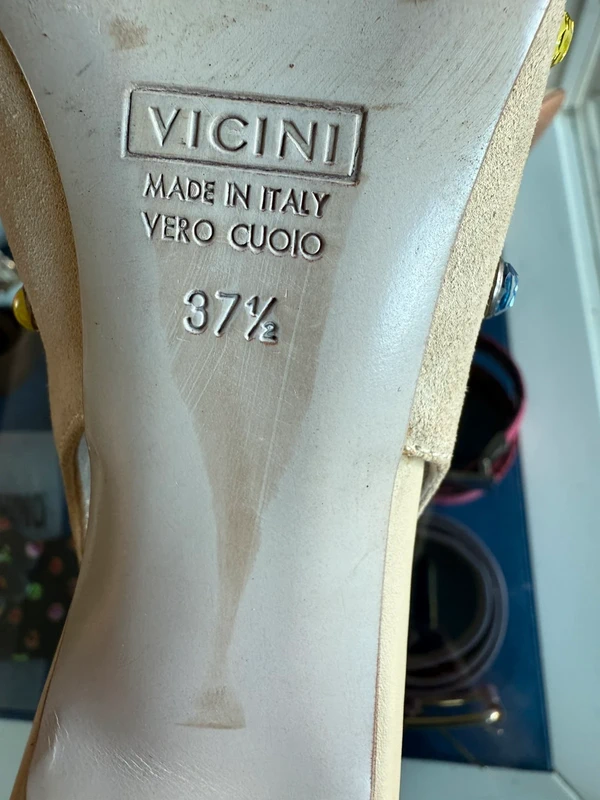 VICINI
MADE IN ITALY
VERO CUOIO
37½